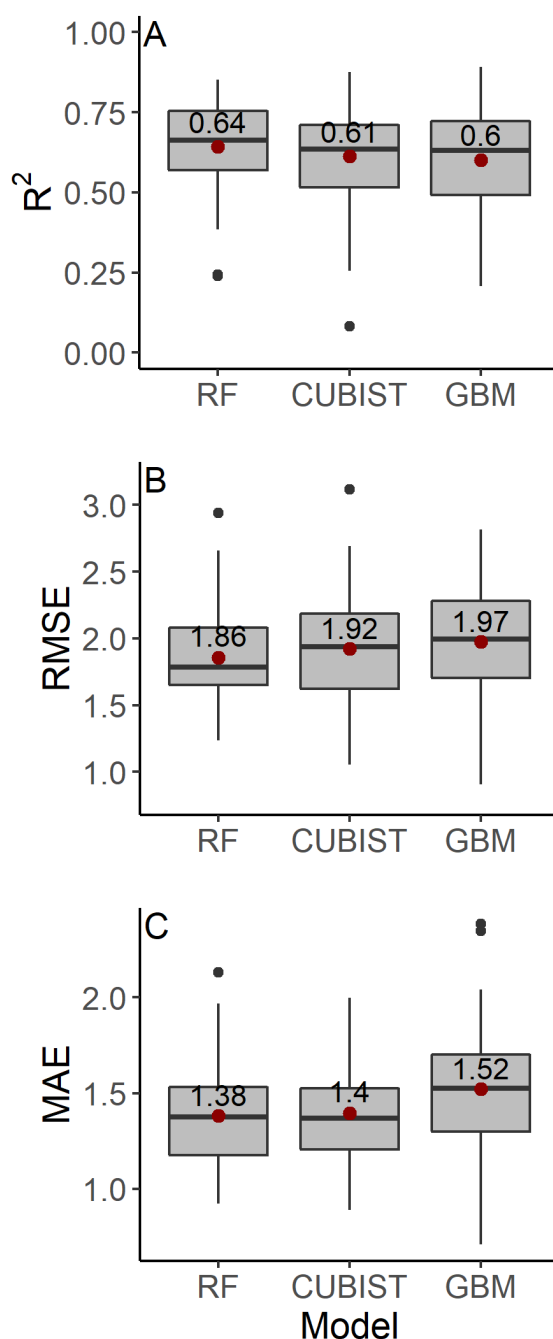 A
R²
1.00
0.75
0.50
0.25
0.00
0.64
0.61
0.6
RF CUBIST GBM
B
RMSE
3.0
2.5
2.0
1.5
1.0
1.86
1.92
1.97
RF CUBIST GBM
C
MAE
2.0
1.5
1.0
1.38
1.4
1.52
RF CUBIST GBM
Model